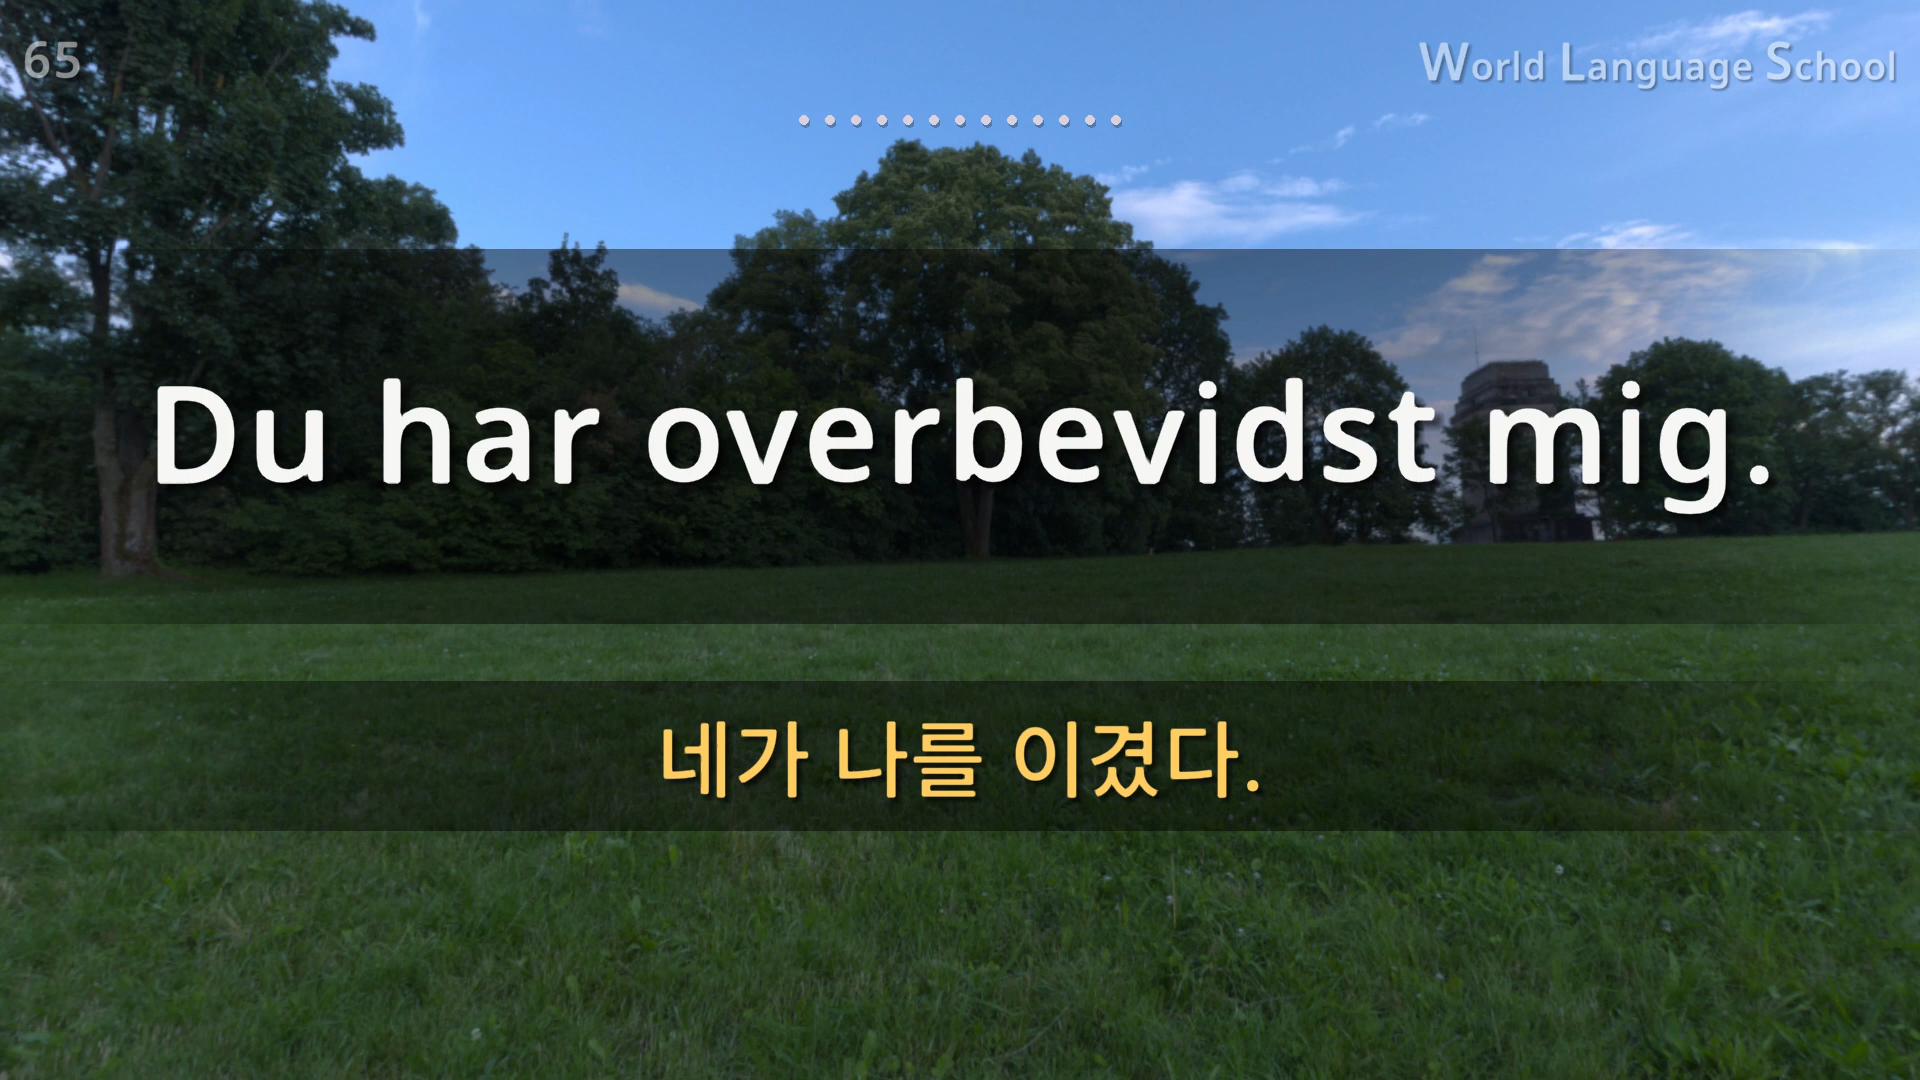 65
World Language School
Du har overbevidst mig.
네가 나를 이겼다.